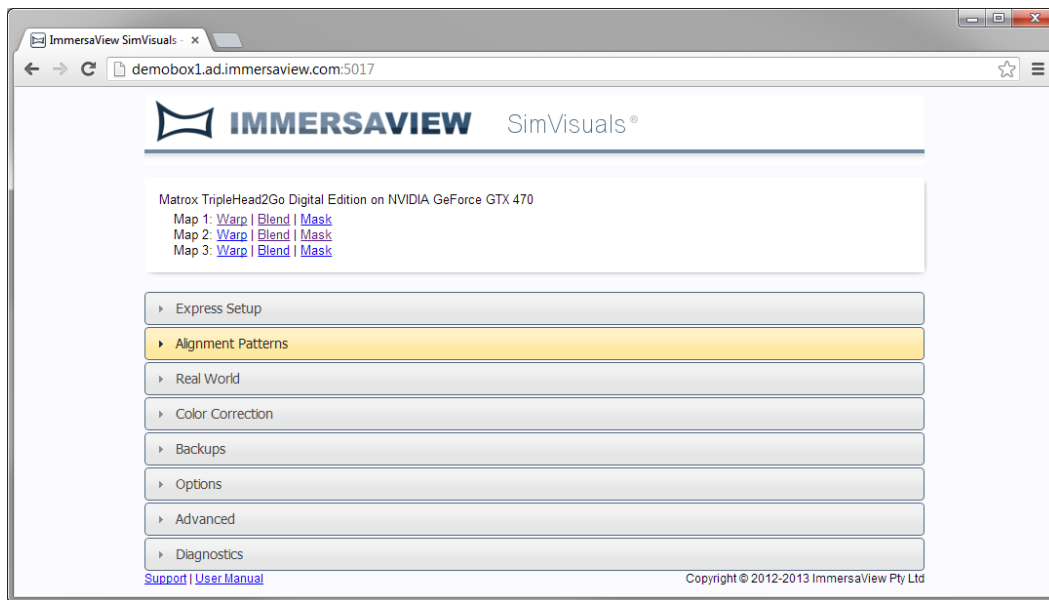 ImmersaView SimVisuals -
demobox1.ad.immersaview.com:5017
IMMERSAVIEW SimVisuals®
Matrox TripleHead2Go Digital Edition on NVIDIA GeForce GTX 470
Map 1: Warp | Blend | Mask
Map 2: Warp | Blend | Mask
Map 3: Warp | Blend | Mask
Express Setup
Alignment Patterns
Real World
Color Correction
Backups
Options
Advanced
Diagnostics
Support | User Manual Copyright © 2012-2013 ImmersaView Pty Ltd